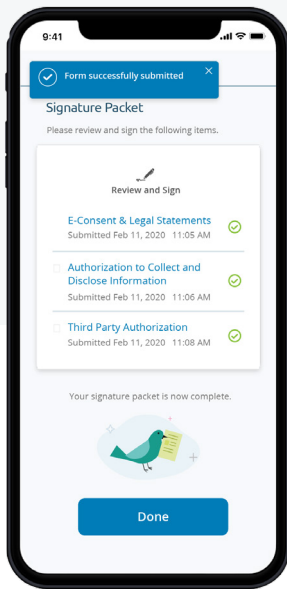 9:41
Form successfully submitted
Signature Packet
Please review and sign the following items.
Review and Sign
E-Consent & Legal Statements
Submitted Feb 11, 2020 11:05 AM
Authorization to Collect and
Disclose Information
Submitted Feb 11, 2020 11:06 AM
Third Party Authorization
Submitted Feb 11, 2020 11:08 AM
Your signature packet is now complete.
Done